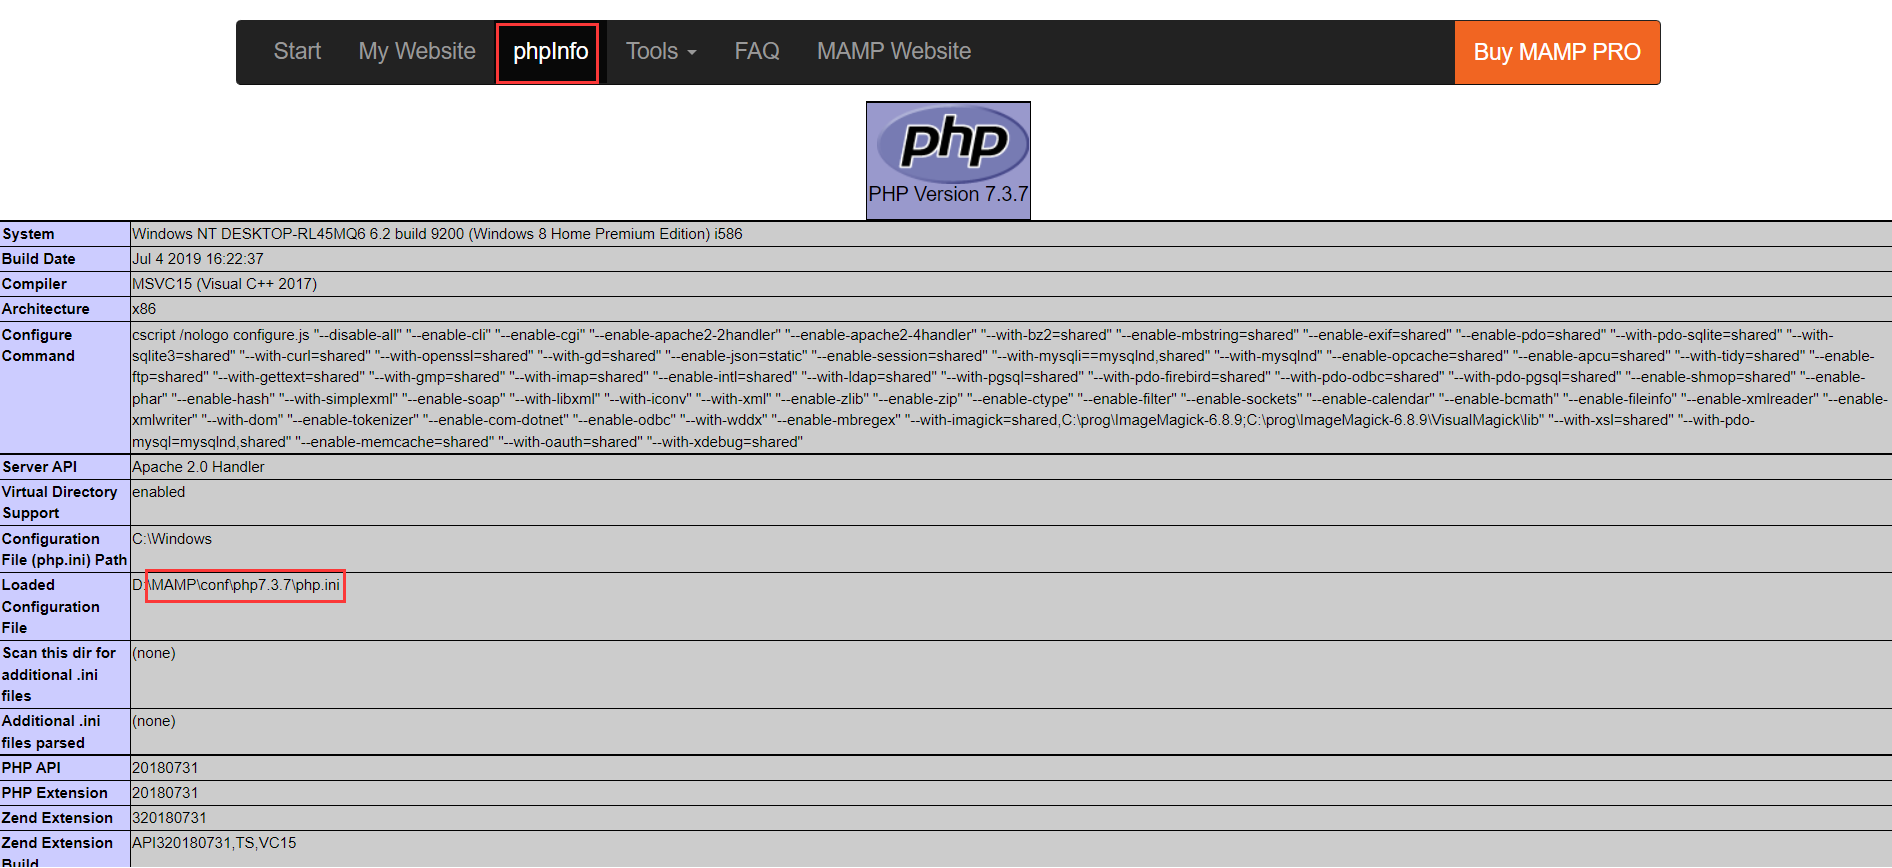 Start My Website phpInfo Tools FAQ MAMP Website Buy MAMP PRO
php
PHP Version 7.3.7
System Windows NT DESKTOP-RL45MQ6 6.2 build 9200 (Windows 8 Home Premium Edition) i586
Build Date Jul 4 2019 16:22:37
Compiler MSVC15 (Visual C++ 2017)
Architecture x86
Configure Command cscript /nologo configure.js "--disable-all" "--enable-cli" "--enable-cgi" "--enable-apache2-2handler" "--enable-apache2-4handler" "--with-bz2=shared" "--enable-mbstring=shared" "--enable-exif=shared" "--enable-pdo=shared" "--with-pdo-sqlite=shared" "--with-
sqlite3=shared" "--with-curl=shared" "--with-openssl=shared" "--with-gd=shared" "--enable-json=static" "--enable-session=shared" "--with-mysqli==mysqlnd,shared" "--with-mysqlnd" "--enable-opcache=shared" "--enable-apcu=shared" "--with-tidy=shared" "--enable-
ftp=shared" "--with-gettext=shared" "--with-gmp=shared" "--with-imap=shared" "--enable-intl=shared" "--with-ldap=shared" "--with-pgsql=shared" "--with-pdo-firebird=shared" "--with-pdo-odbc=shared" "--with-pdo-pgsql=shared" "--enable-shmop=shared" "--enable-
phar" "--enable-hash" "--with-simplexml" "--enable-soap" "--with-libxml" "--with-iconv" "--with-xml" "--enable-zlib" "--enable-zip" "--enable-ctype" "--enable-filter" "--enable-sockets" "--enable-calendar" "--enable-bcmath" "--enable-fileinfo" "--enable-xmlreader" "--enable-
xmlwriter" "--with-dom" "--enable-tokenizer" "--enable-com-dotnet" "--enable-odbc" "--with-wddx" "--enable-mbregex" "--with-imagick=shared,C:\prog\ImageMagick-6.8.9;C:\prog\ImageMagick-6.8.9\VisualMagick\lib" "--with-xsl=shared" "--with-pdo-
mysql=mysqlnd,shared" "--enable-memcache=shared" "--with-oauth=shared" "--with-xdebug=shared"
Server API Apache 2.0 Handler
Virtual Directory enabled
Support
Configuration C:\Windows
File (php.ini) Path
Loaded D:\MAMP\conf\php7.3.7\php.ini
Configuration
File
Scan this dir for (none)
additional .ini
files
Additional .ini (none)
files parsed
PHP API 20180731
PHP Extension 20180731
Zend Extension 320180731
Zend Extension API320180731,TS,VC15
Build